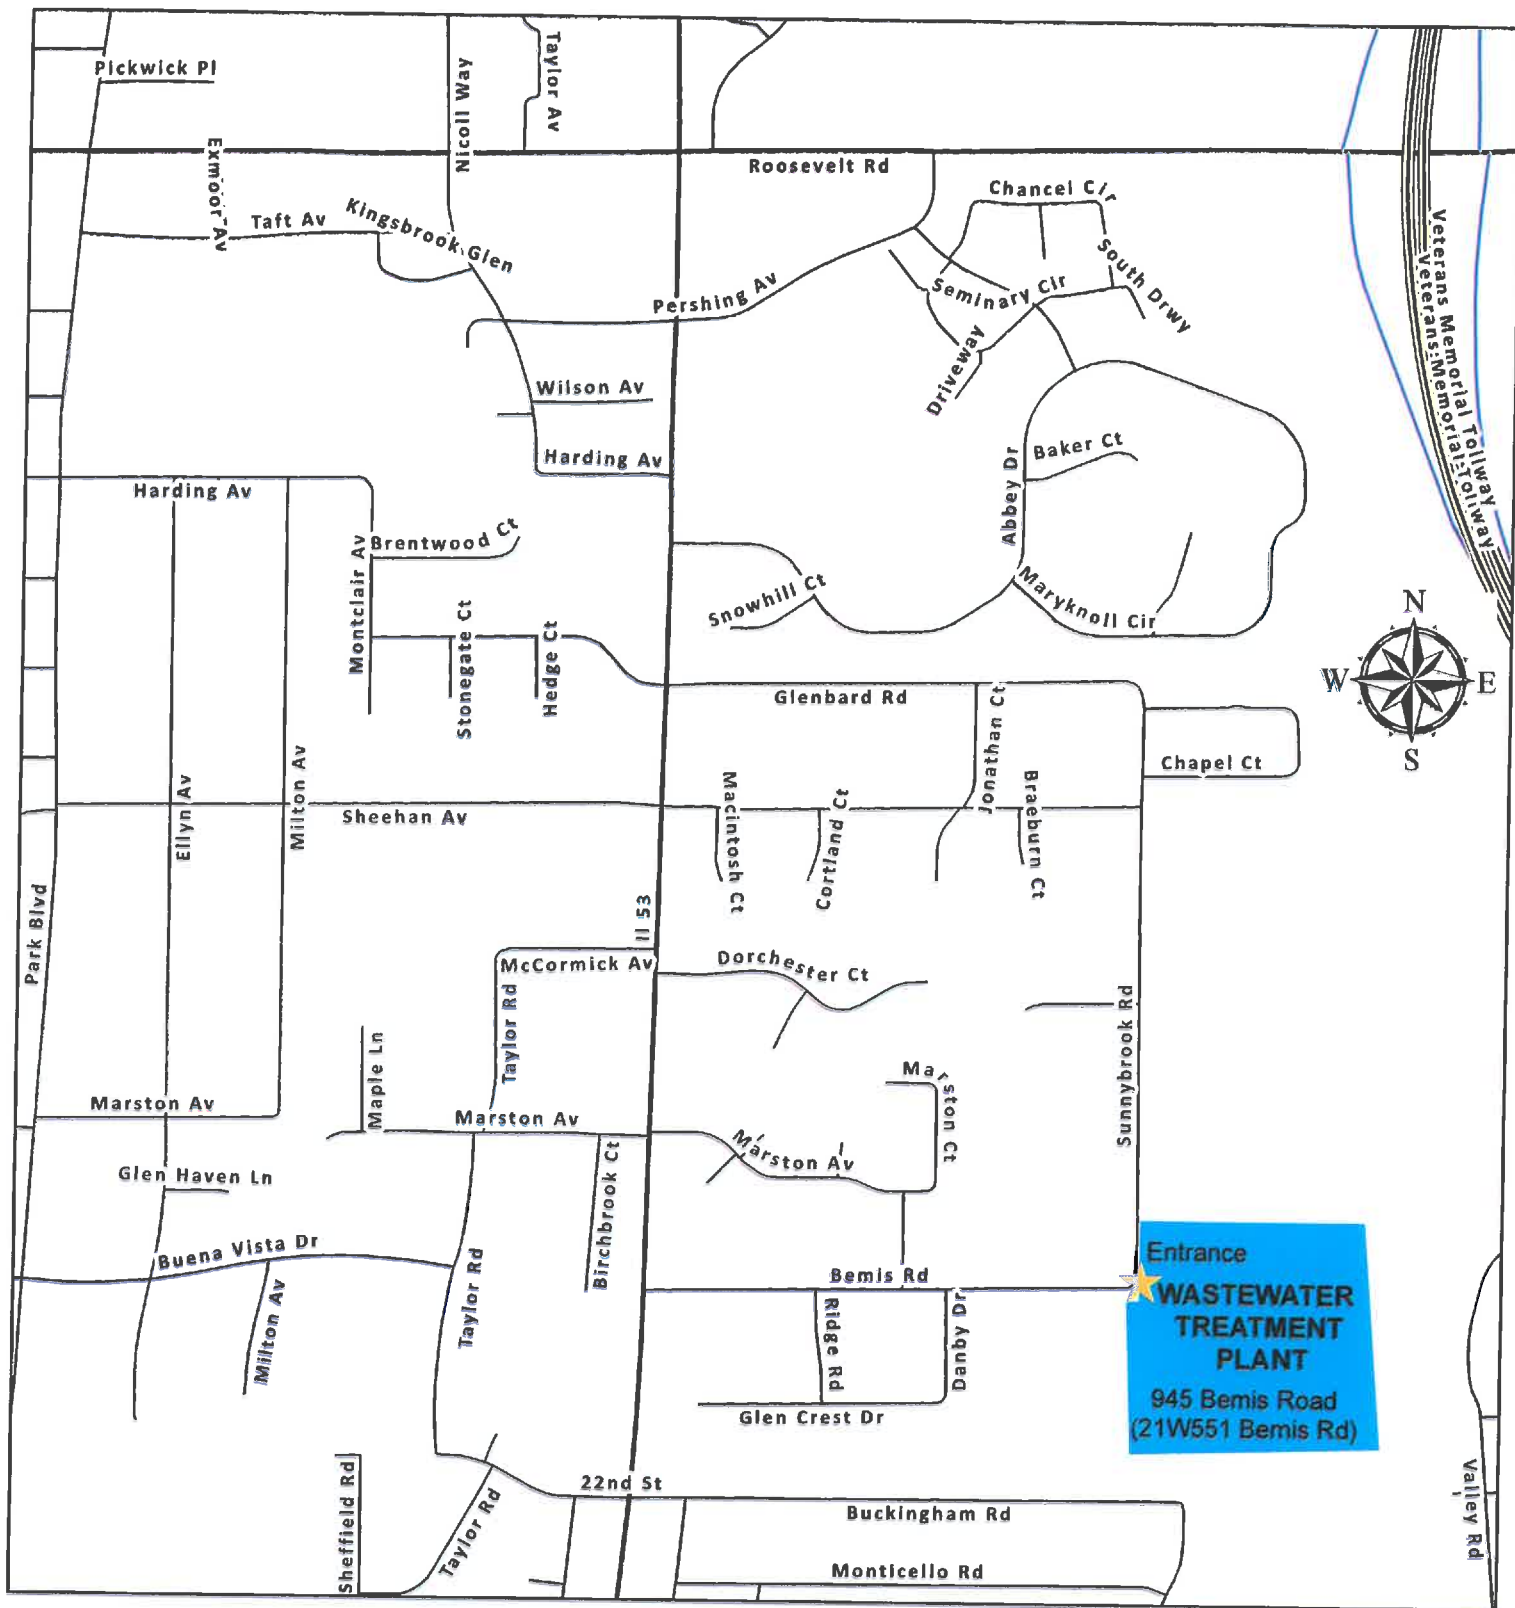 Pickwick Pl
Nicoll Way
Taylor Av
Roosevelt Rd
Exmoor Av
Taft Av
Kingsbrook Glen
Chancel Cir
South Drwy
Seminary Cir
Pershing Av
Driveway
Veterans Memorial Tollway
Veterans Memorial Tollway
Wilson Av
Harding Av
Harding Av
Baker Ct
Abbey Dr
Brentwood Ct
Montclair Av
Snowhill Ct
Maryknoll Cir
Stonegate Ct
Hedge Ct
N
W
E
S
Glenbard Rd
Jonathan Ct
Chapel Ct
Ellyn Av
Milton Av
Sheehan Av
Macintosh Ct
Cortland Ct
Braeburn Ct
Park Blvd
Il 53
McCormick Av
Dorchester Ct
Taylor Rd
Maple Ln
Sunnybrook Rd
Marston Ct
Marston Av
Marston Av
Marston Av
Birchbrook Ct
Glen Haven Ln
Buena Vista Dr
Milton Av
Taylor Rd
Bemis Rd
Ridge Rd
Danby Dr
Glen Crest Dr
Entrance
WASTEWATER
TREATMENT
PLANT
945 Bemis Road
(21W551 Bemis Rd)
Sheffield Rd
Taylor Rd
22nd St
Buckingham Rd
Monticello Rd
Valley Rd